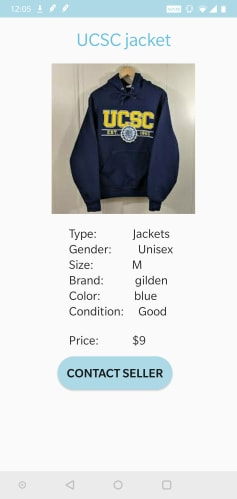 12:05
UCSC jacket
UCSC
EST. 1965
Type: Jackets
Gender: Unisex
Size: M
Brand: gilden
Color: blue
Condition: Good
Price: $9
CONTACT SELLER